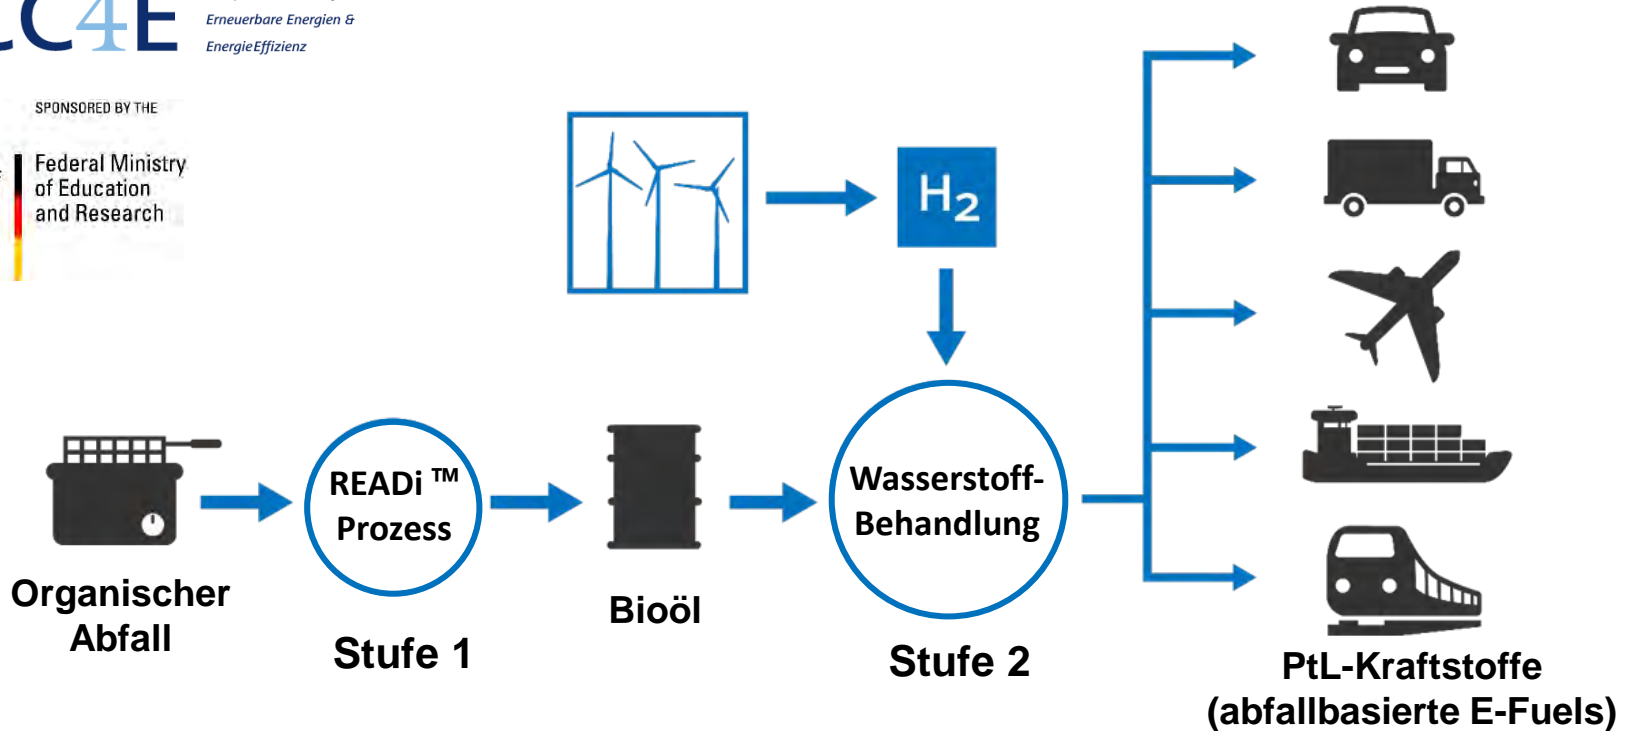 CC4E
Erneuerbare Energien &
EnergieEffizienz
SPONSORED BY THE
Federal Ministry
of Education
and Research
H2
READi ™
Prozess
Wasserstoff-
Behandlung
Organischer
Abfall
Stufe 1
Bioöl
Stufe 2
PtL-Kraftstoffe
(abfallbasierte E-Fuels)